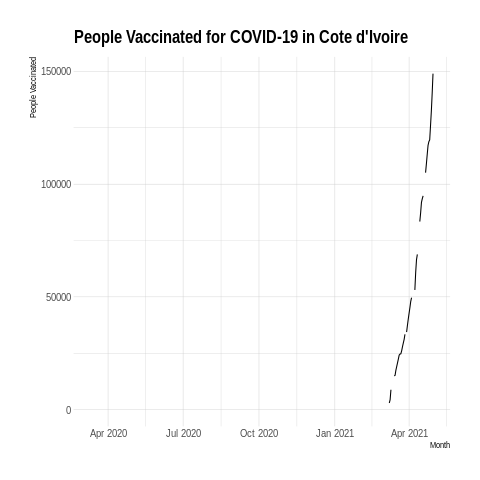 People Vaccinated for COVID-19 in Cote d'Ivoire
People Vaccinated
150000
100000
50000
0
Apr 2020 Jul 2020 Oct 2020 Jan 2021 Apr 2021
Month